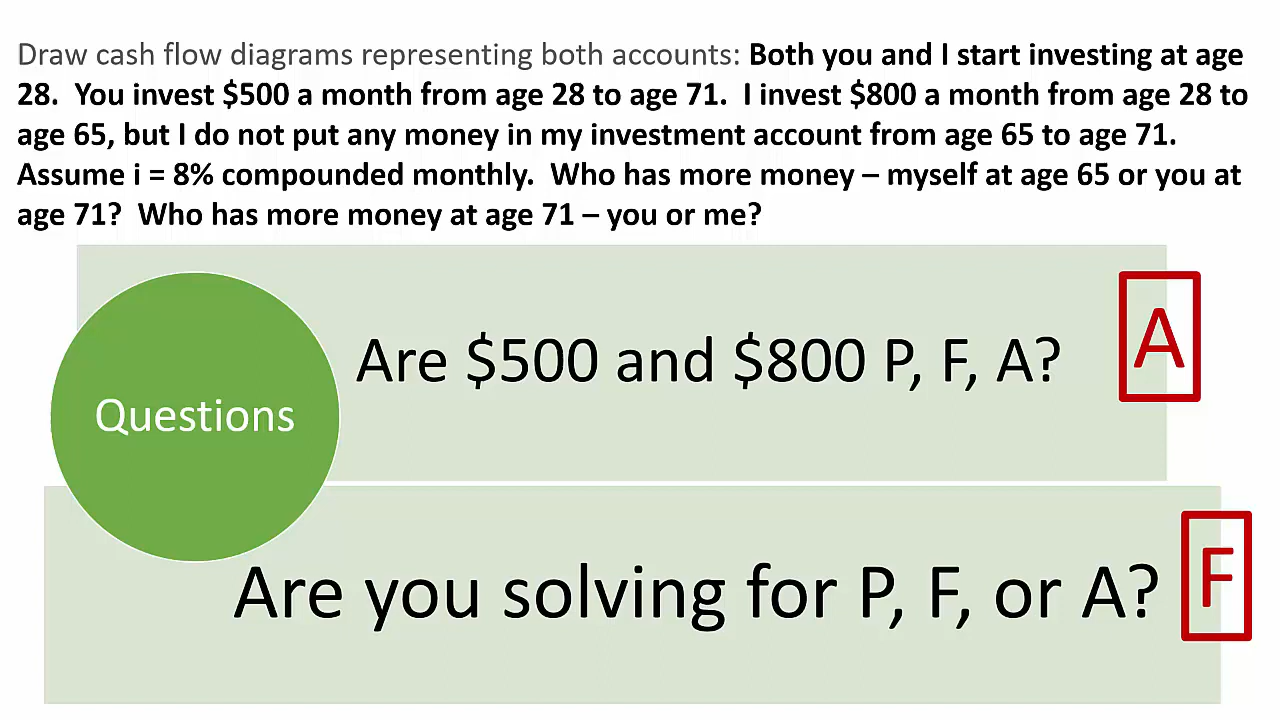 Draw cash flow diagrams representing both accounts: Both you and I start investing at age
28.  You invest $500 a month from age 28 to age 71.  I invest $800 a month from age 28 to
age 65, but I do not put any money in my investment account from age 65 to age 71.
Assume i = 8% compounded monthly.  Who has more money – myself at age 65 or you at
age 71?  Who has more money at age 71 – you or me?
Questions
Are $500 and $800 P, F, A?
A
Are you solving for P, F, or A?
F